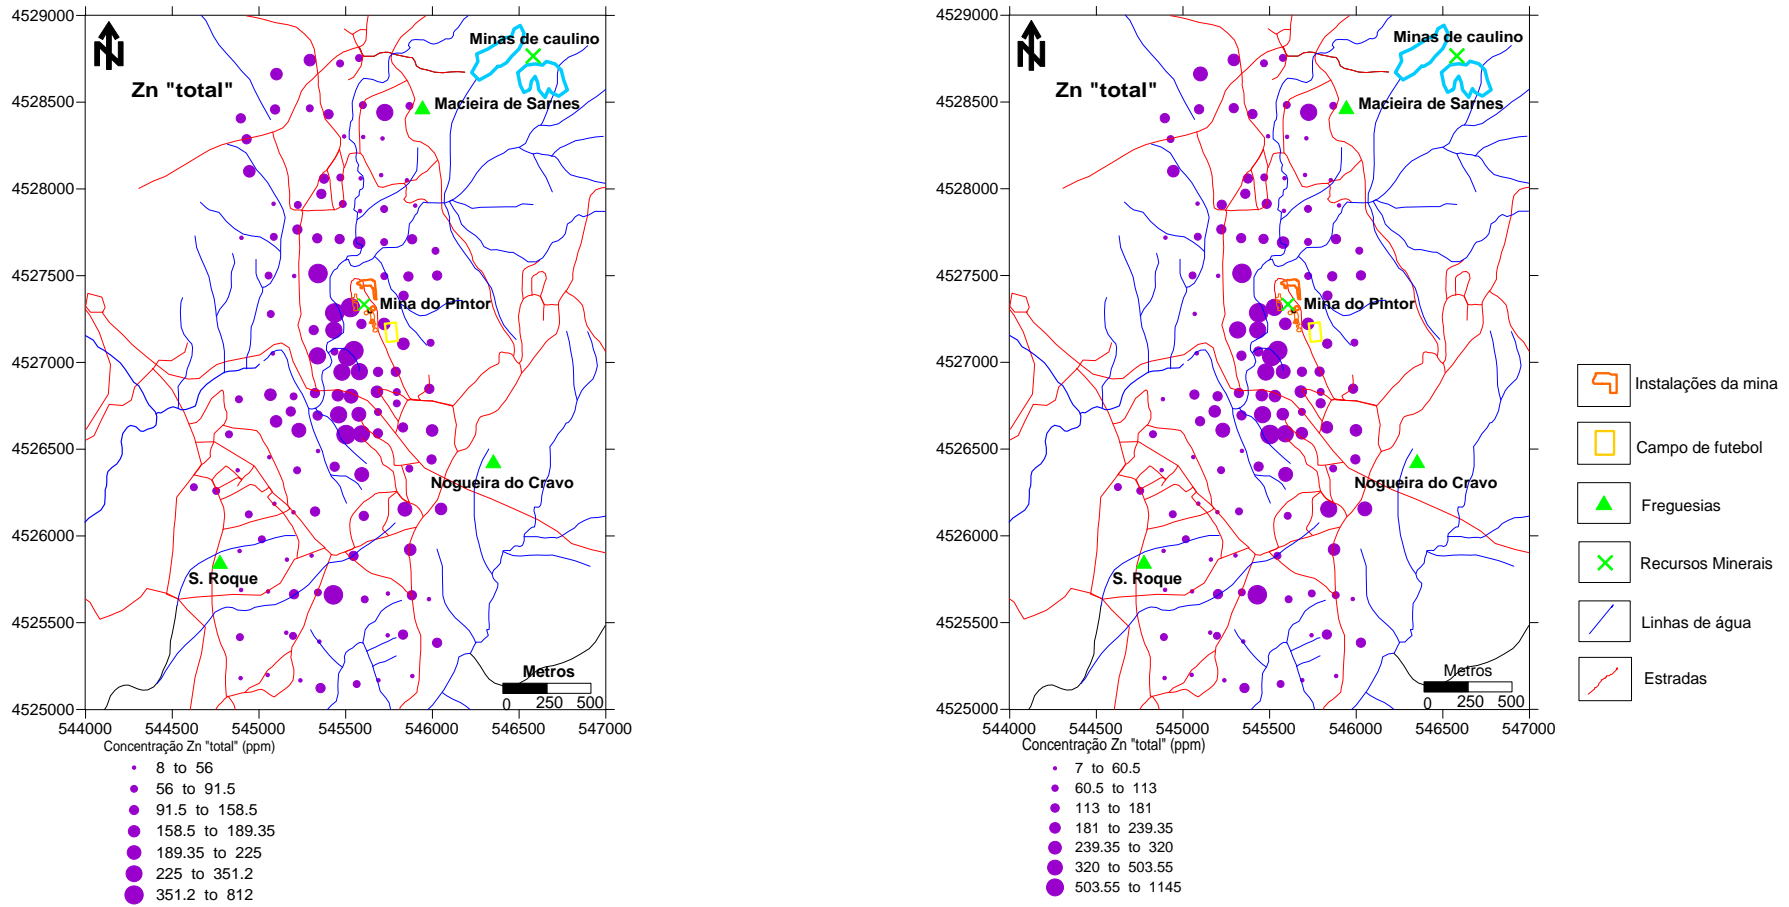 4529000
4528500
4528000
4527500
4527000
4526500
4526000
4525500
4525000
544000 544500 545000 545500 546000 546500 547000
N
Zn "total"
Minas de caulino
Macieira de Sarnes
Mina do Pintor
Nogueira do Cravo
S. Roque
Metros
0 250 500
Concentração Zn "total" (ppm)
8 to 56
56 to 91.5
91.5 to 158.5
158.5 to 189.35
189.35 to 225
225 to 351.2
351.2 to 812
4529000
4528500
4528000
4527500
4527000
4526500
4526000
4525500
4525000
544000 544500 545000 545500 546000 546500 547000
N
Zn "total"
Minas de caulino
Macieira de Sarnes
Mina do Pintor
Nogueira do Cravo
S. Roque
Metros
0 250 500
Concentração Zn "total" (ppm)
7 to 60.5
60.5 to 113
113 to 181
181 to 239.35
239.35 to 320
320 to 503.55
503.55 to 1145
Instalações da mina
Campo de futebol
Freguesias
Recursos Minerais
Linhas de água
Estradas